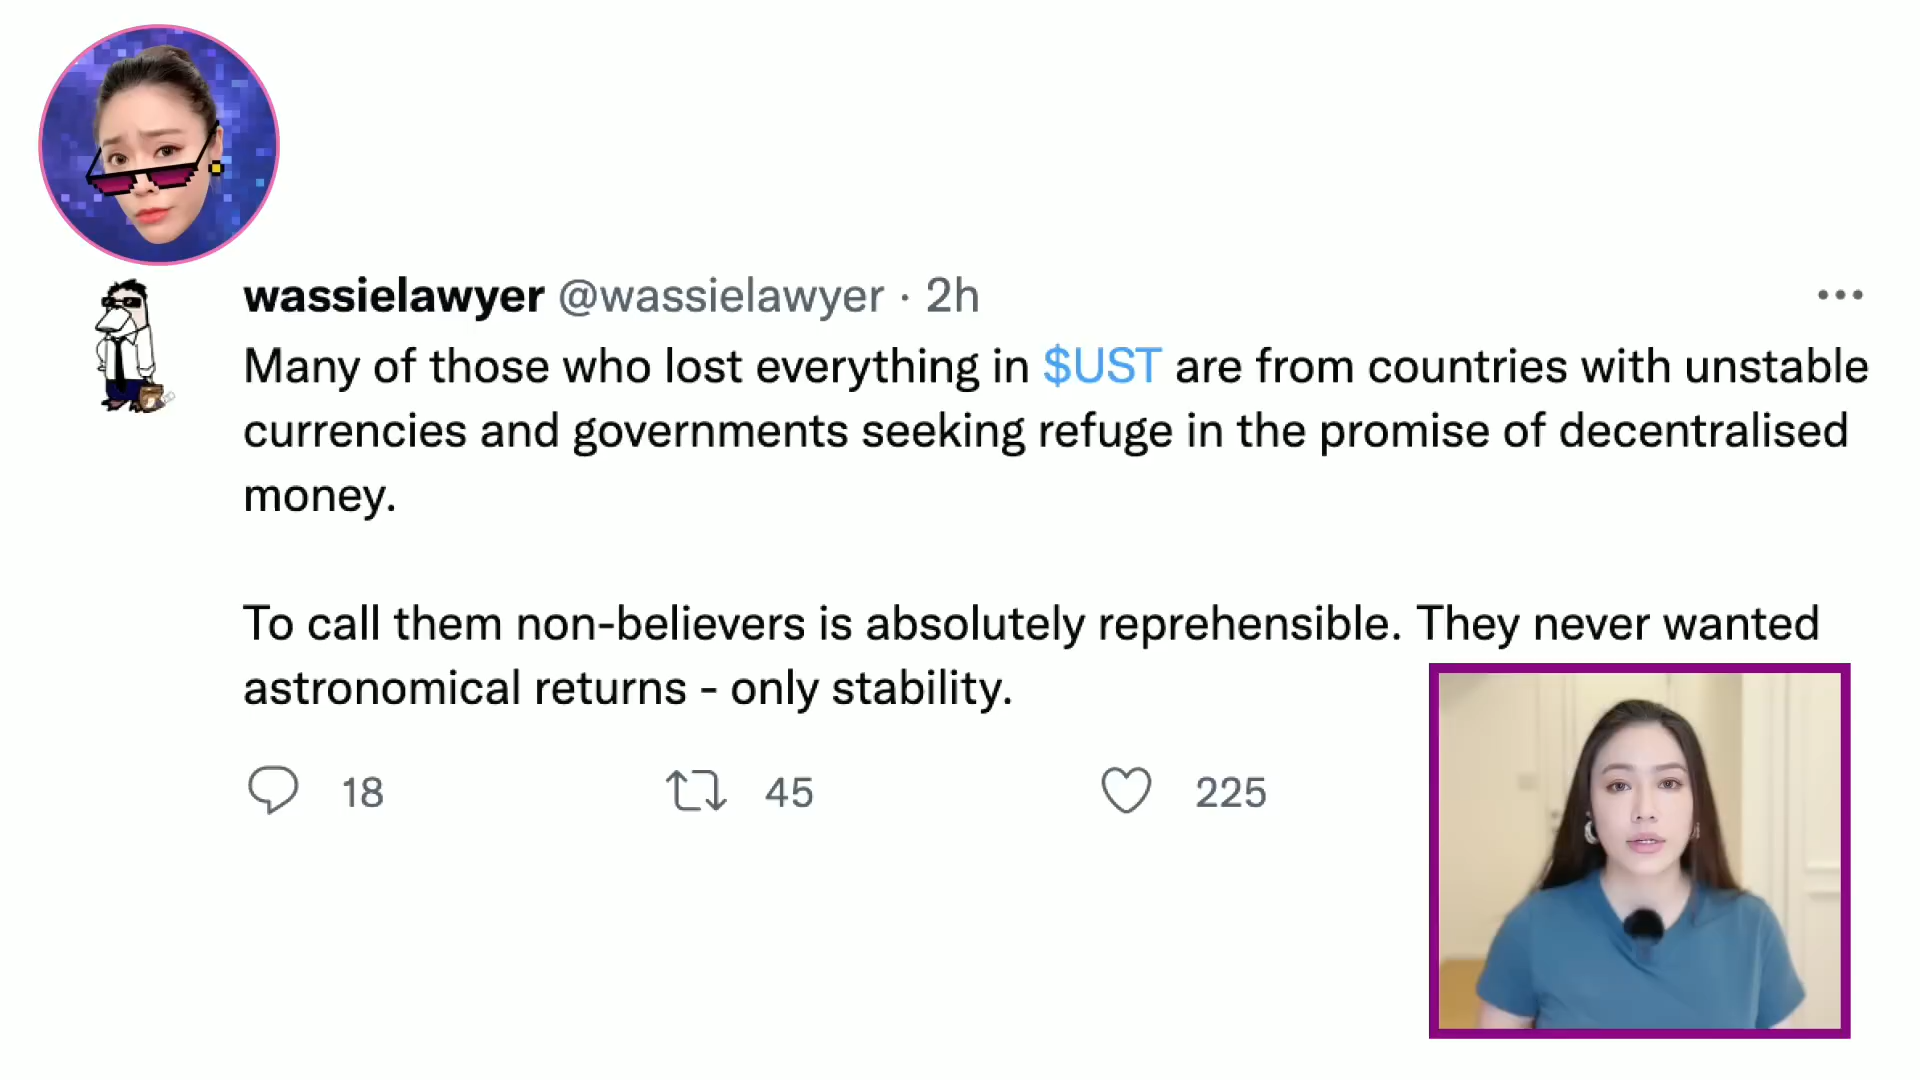 wassielawyer @wassielawyer · 2h
Many of those who lost everything in $UST are from countries with unstable
currencies and governments seeking refuge in the promise of decentralised
money.
To call them non-believers is absolutely reprehensible. They never wanted
astronomical returns - only stability.
18 45 225